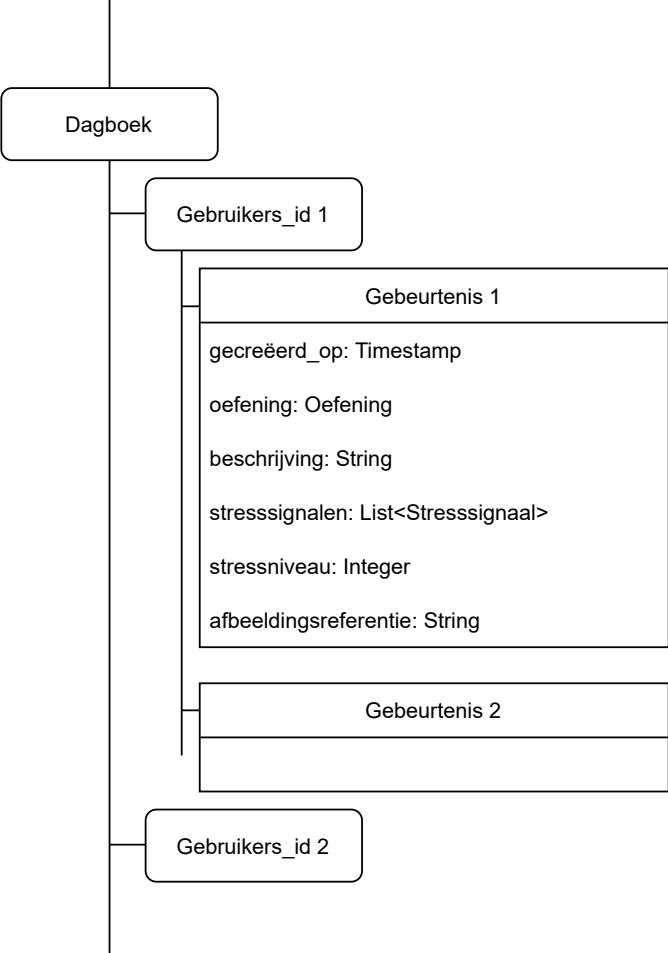 Dagboek
Gebruikers_id 1
Gebeurtenis 1
gecreëerd_op: Timestamp
oefening: Oefening
beschrijving: String
stresssignalen: List<Stresssignaal>
stressniveau: Integer
afbeeldingsreferentie: String
Gebeurtenis 2
Gebruikers_id 2